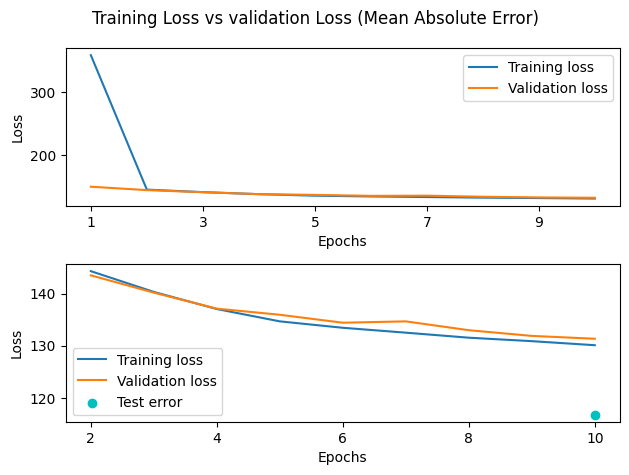 Training Loss vs validation Loss (Mean Absolute Error)
Loss
300
200
Training loss
Validation loss
1 3 5 7 9
Epochs
Loss
140
130
120
Training loss
Validation loss
Test error
2 4 6 8 10
Epochs